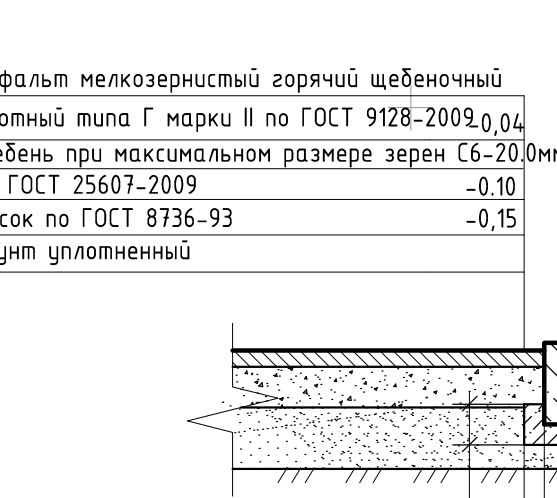 фальт мелкозернистый горячий щебеночный
отный типа Г марки II по ГОСТ 9128-2009 -0,04
ебень при максимальном размере зерен С6-20.0мм
ГОСТ 25607-2009 -0.10
сок по ГОСТ 8736-93 -0,15
унт уплотненный